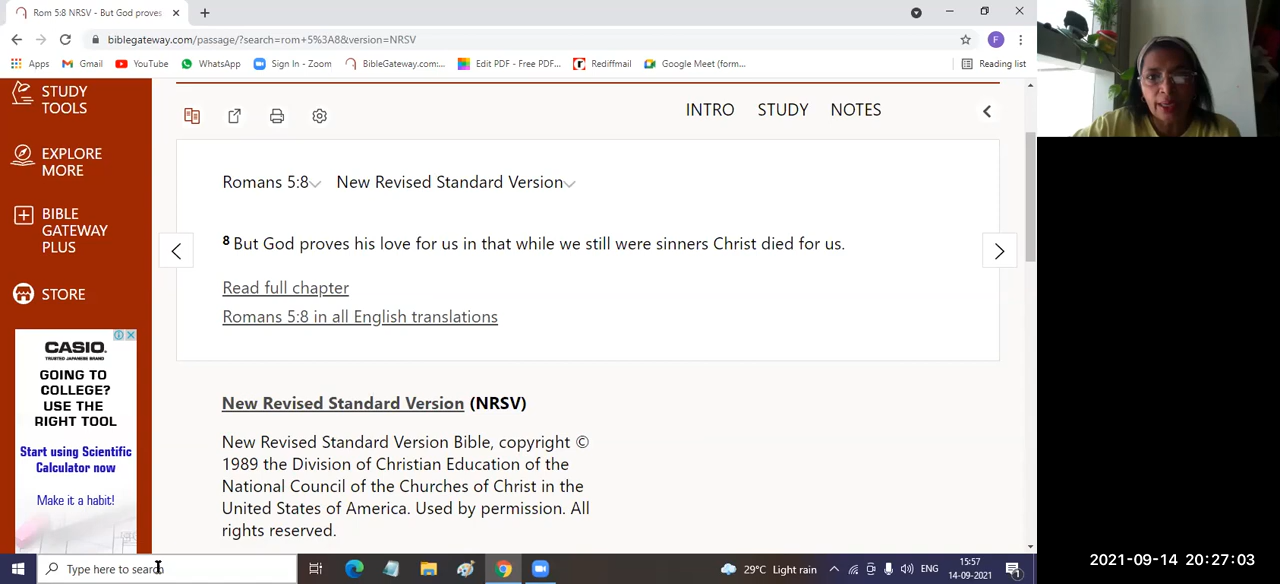 Rom 5:8 NRSV - But God proves
biblegateway.com/passage/?search=rom+5%3A8&version=NRSV
F
Apps Gmail YouTube WhatsApp Sign In - Zoom BibleGateway.com:... Edit PDF - Free PDF... Rediffmail Google Meet (form... Reading list
STUDY
TOOLS
EXPLORE
MORE
BIBLE
GATEWAY
PLUS
STORE
CASIO.
TRUSTED JAPANESE BRAND
GOING TO
COLLEGE?
USE THE
RIGHT TOOL
Start using Scientific
Calculator now
Make it a habit!
INTRO STUDY NOTES
Romans 5:8 New Revised Standard Version
8 But God proves his love for us in that while we still were sinners Christ died for us.
Read full chapter
Romans 5:8 in all English translations
New Revised Standard Version (NRSV)
New Revised Standard Version Bible, copyright ©
1989 the Division of Christian Education of the
National Council of the Churches of Christ in the
United States of America. Used by permission. All
rights reserved.
Type here to search
29°C Light rain
ENG
15:57
14-09-2021
1
2021-09-14 20:27:03